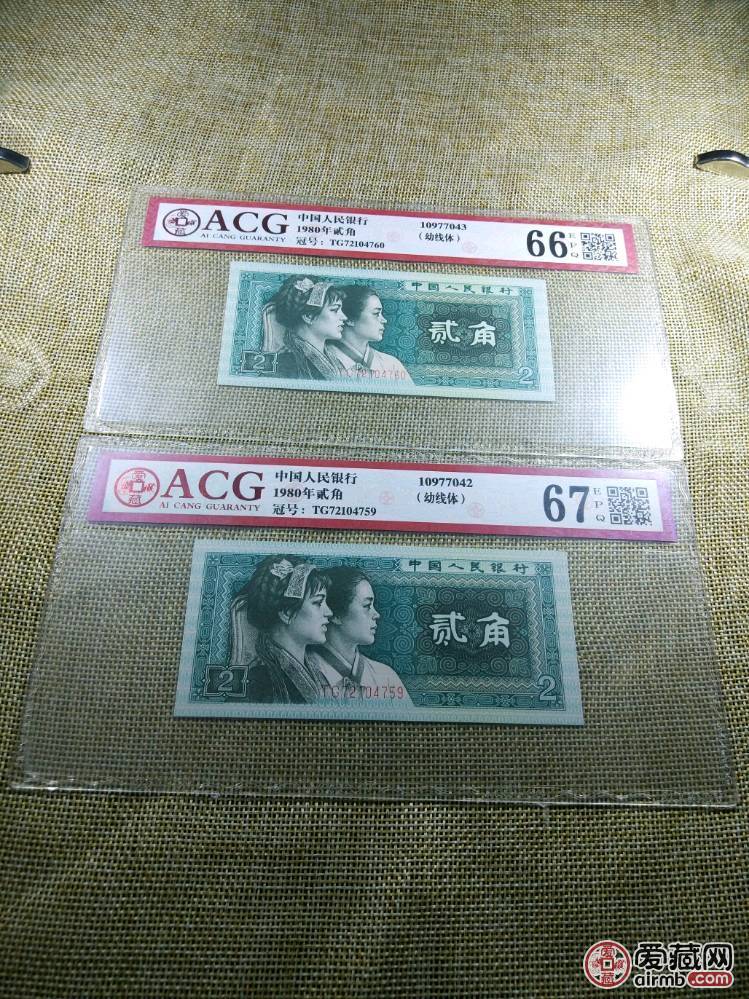 ACG
AI CANG GUARANTY
中国人民银行
1980年贰角
冠号：TG72104760
10977043
（幼线体）
66
EPQ
中国人民银行
贰角
2
TG72104760
2
ACG
AI CANG GUARANTY
中国人民银行
1980年贰角
冠号：TG72104759
10977042
（幼线体）
67
EPQ
中国人民银行
贰角
2
TG72104759
2
爱藏网
airmb.com